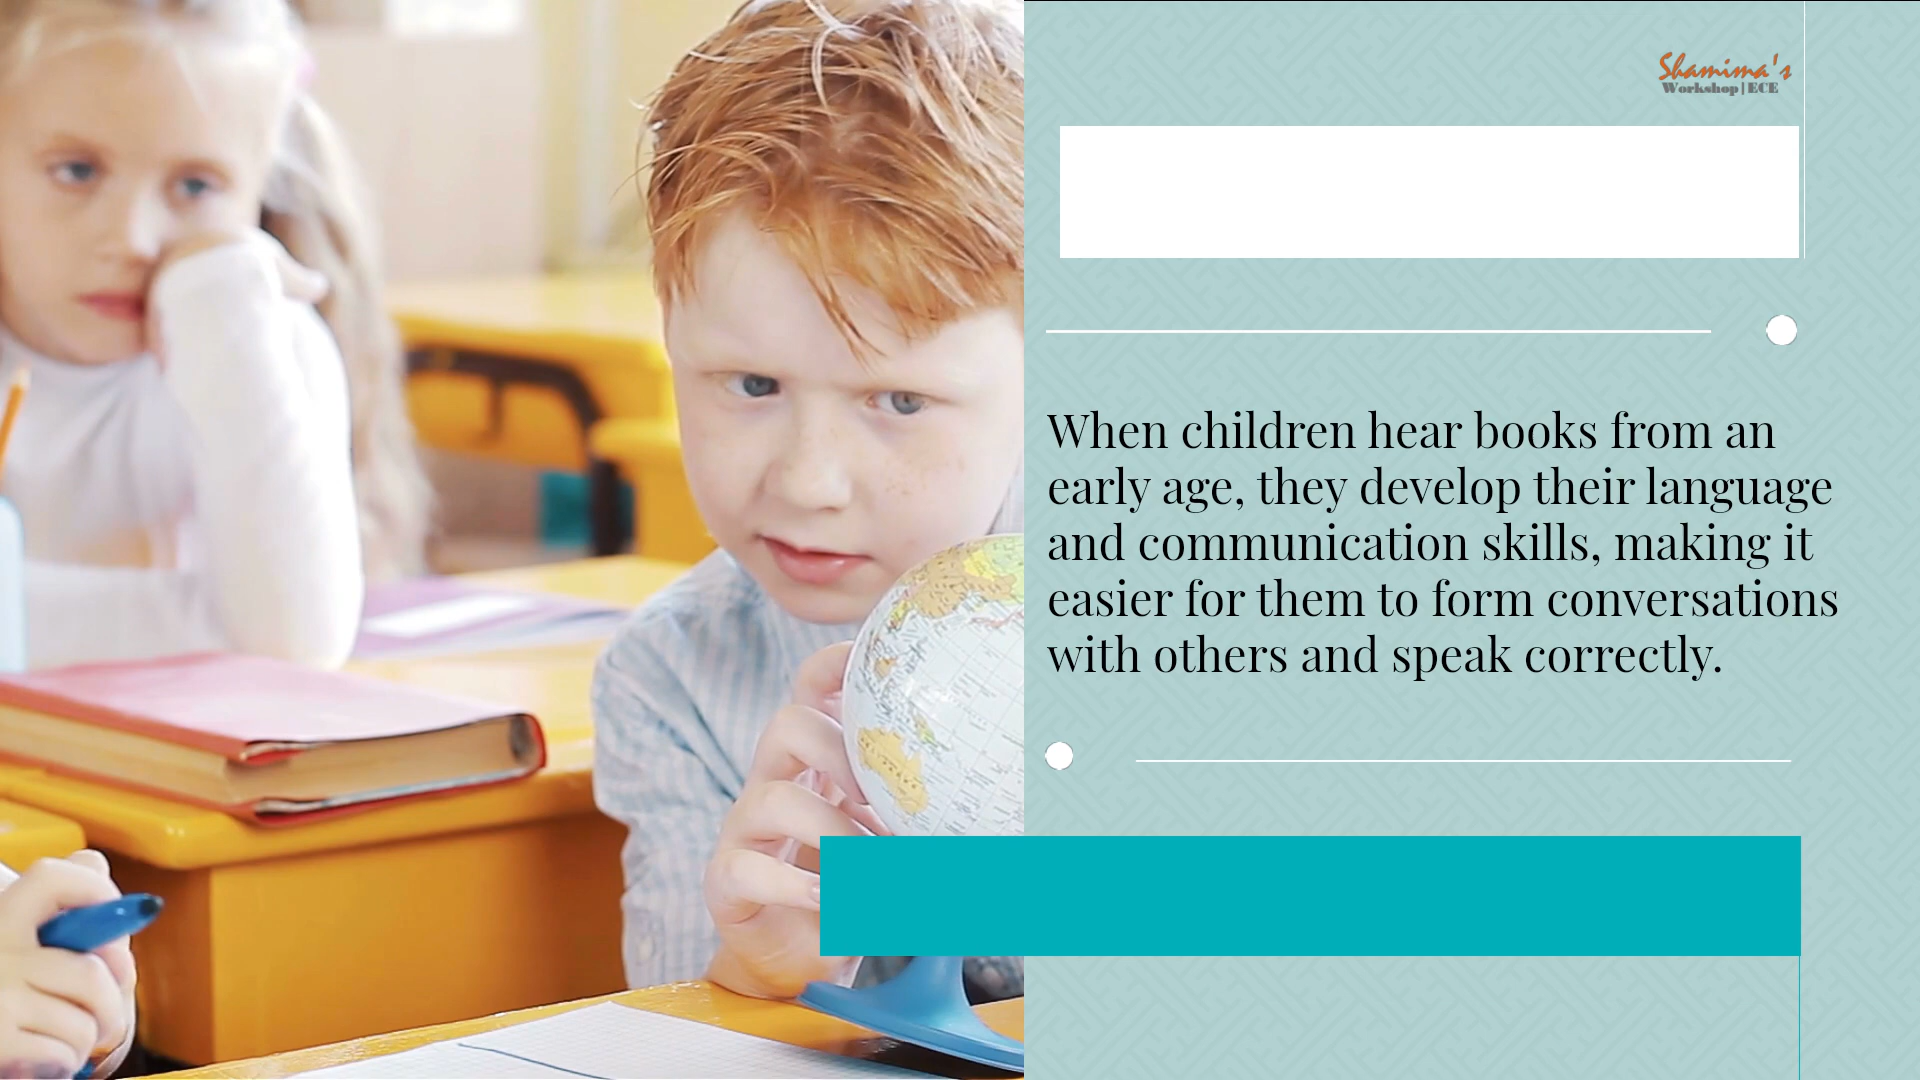 Shamima's
Workshop|ECE
When children hear books from an
early age, they develop their language
and communication skills, making it
easier for them to form conversations
with others and speak correctly.